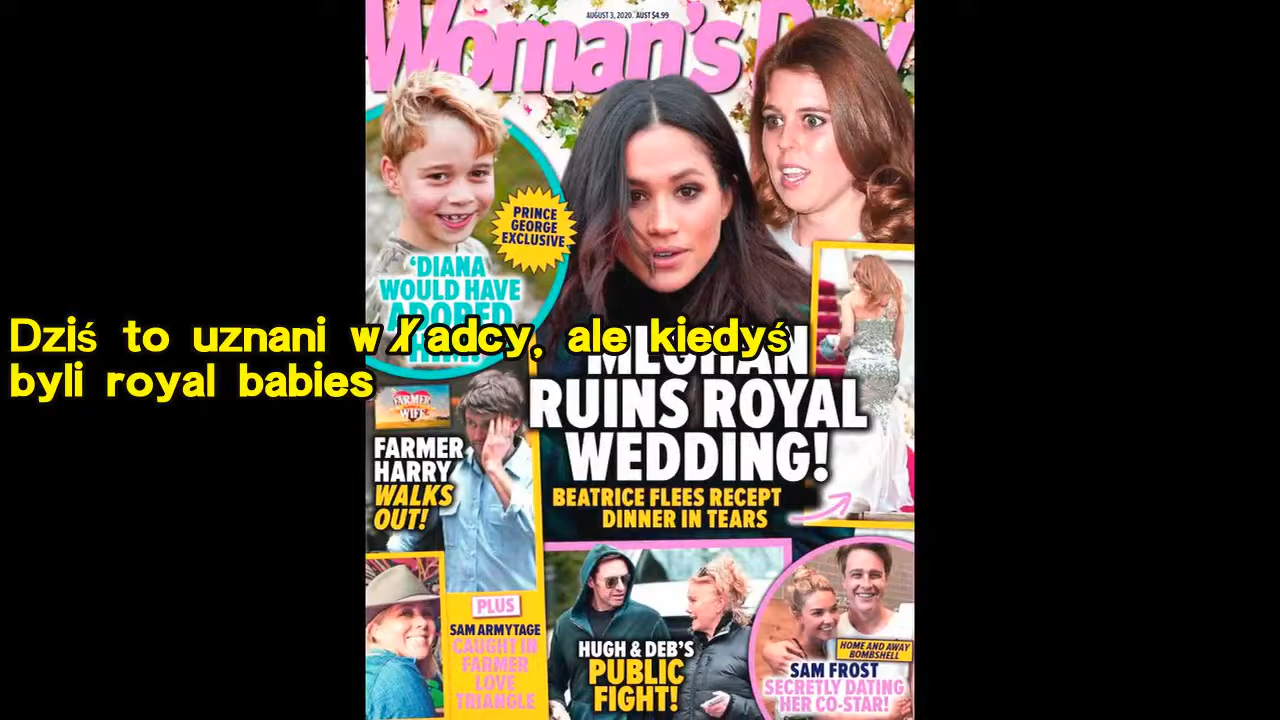 AUGUST 3, 2020. AUST $4.99
Woman's Day
PRINCE
GEORGE
EXCLUSIVE
'DIANA
WOULD HAVE
ADORED
HIM!'
Dziś to uznani władcy, ale kiedyś
byli royal babies
MEGHAN
RUINS ROYAL
WEDDING!
BEATRICE FLEES RECEPT
DINNER IN TEARS
FARMER
WIFE
FARMER
HARRY
WALKS
OUT!
PLUS
SAM ARMYTAGE
CAUGHT IN
FARMER
LOVE
TRIANGLE
HUGH & DEB'S
PUBLIC
FIGHT!
HOME AND AWAY
BOMBSHELL
SAM FROST
SECRETLY DATING
HER CO-STAR!